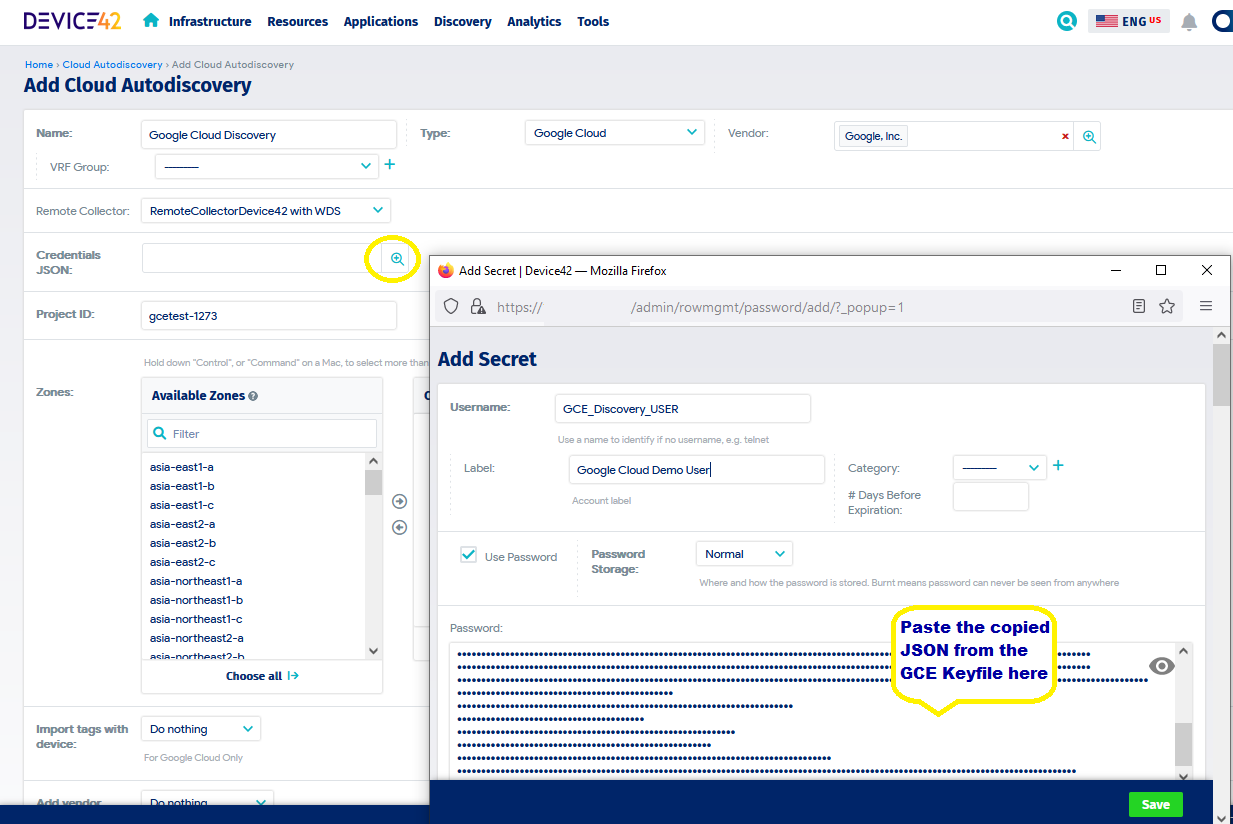 DEVICE42
Infrastructure Resources Applications Discovery Analytics Tools
ENG US
Home › Cloud Autodiscovery › Add Cloud Autodiscovery
Add Cloud Autodiscovery
Name: Google Cloud Discovery Type: Google Cloud Vendor: Google, Inc. ×
VRF Group: --------- +
Remote Collector: RemoteCollectorDevice42 with WDS
Credentials
JSON:
Project ID: gcetest-1273
Hold down "Control", or "Command" on a Mac, to select more than
Zones:
Available Zones ?
Filter
asia-east1-a
asia-east1-b
asia-east1-c
asia-east2-a
asia-east2-b
asia-east2-c
asia-northeast1-a
asia-northeast1-b
asia-northeast1-c
asia-northeast2-a
asia-northeast2-b
Choose all
Import tags with
device:
Do nothing
For Google Cloud Only
Add vendor
Do nothing
Add Secret | Device42 — Mozilla Firefox
https:// /admin/rowmgmt/password/add/?_popup=1
Add Secret
Username: GCE_Discovery_USER
Use a name to identify if no username, e.g. telnet
Label: Google Cloud Demo User
Account label
Category: --------- +
# Days Before
Expiration:
Use Password
Password
Storage:
Normal
Where and how the password is stored. Burnt means password can never be seen from anywhere
Password:
Paste the copied
JSON from the
GCE Keyfile here
Save